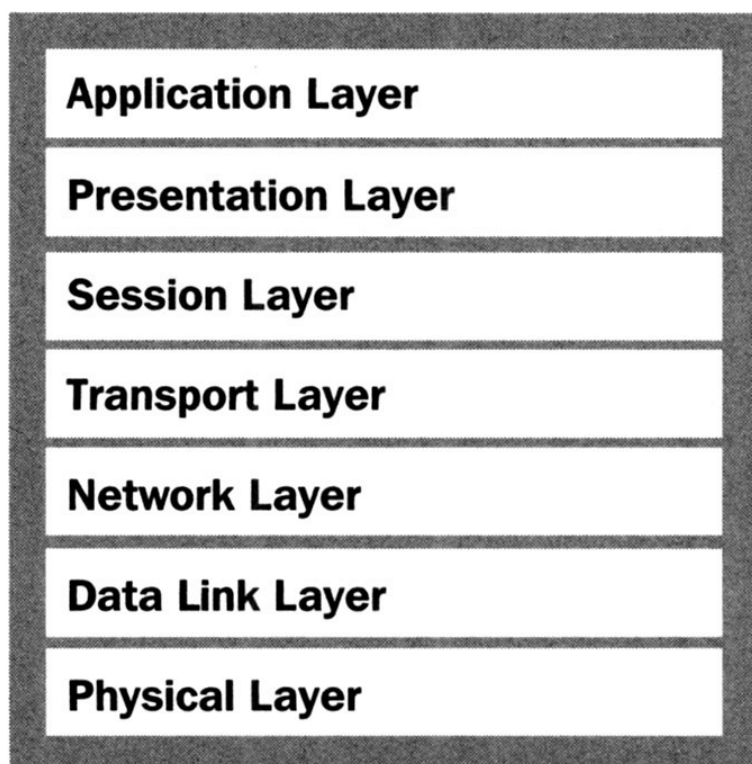 Application Layer
Presentation Layer
Session Layer
Transport Layer
Network Layer
Data Link Layer
Physical Layer